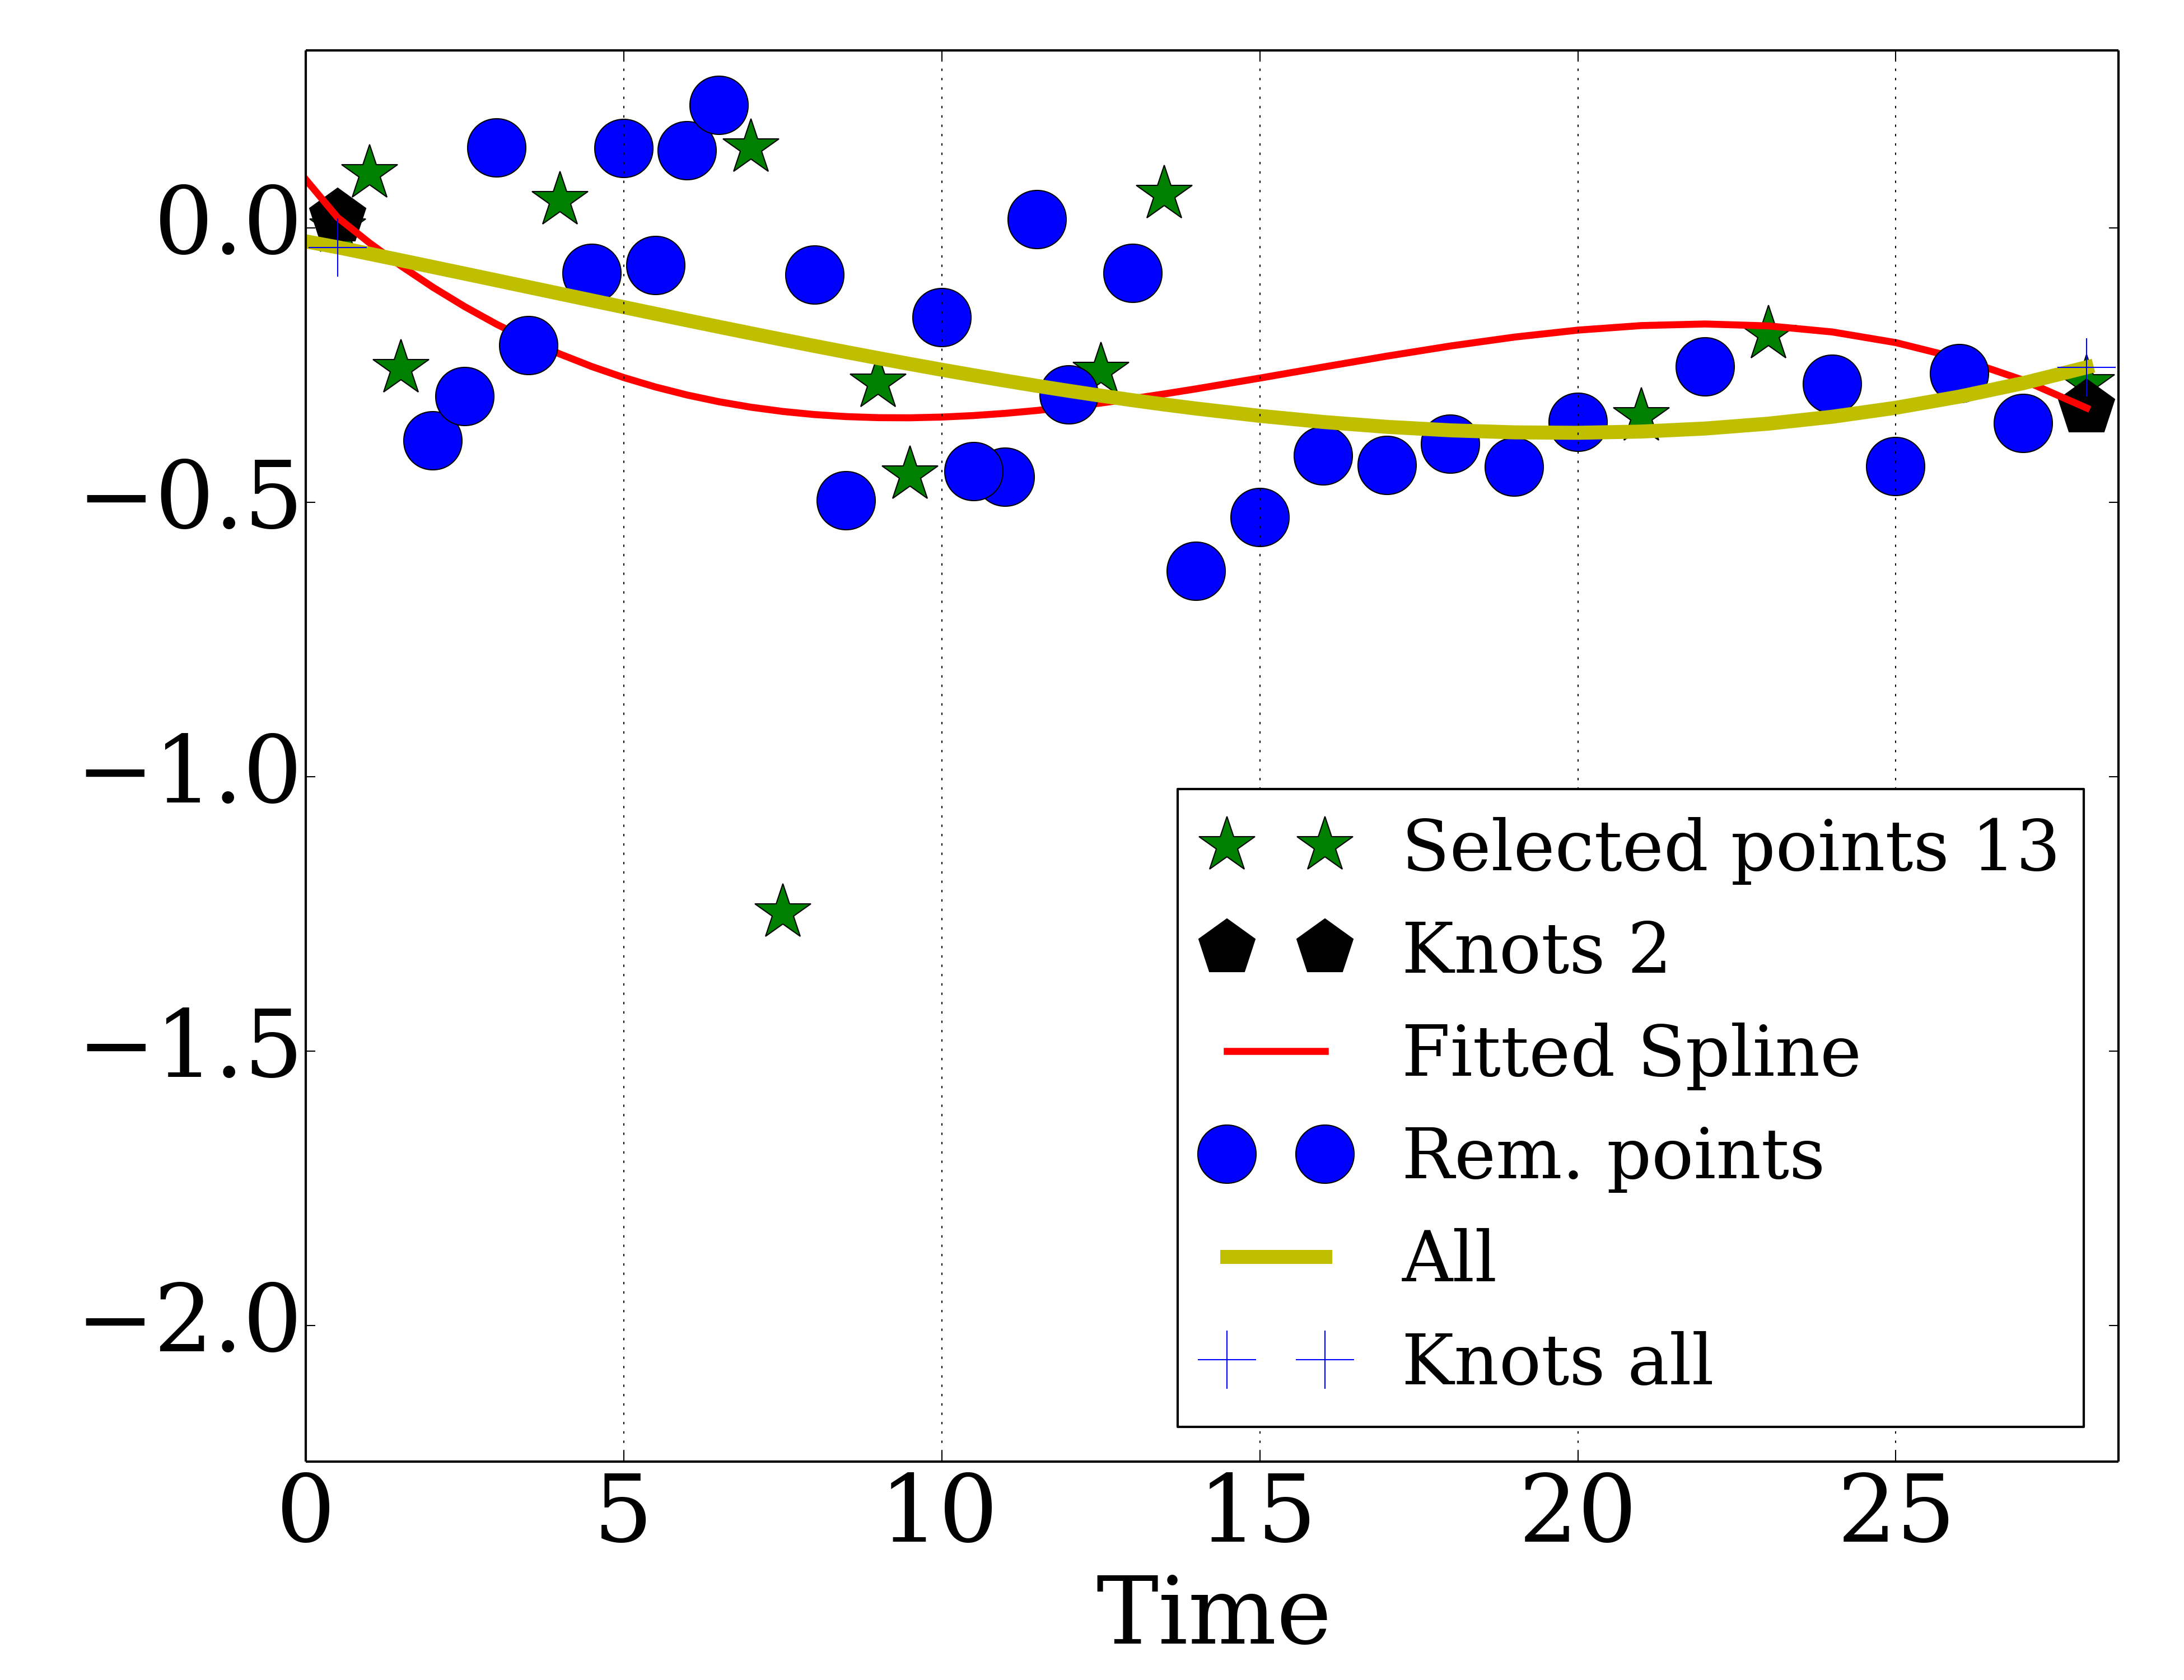 0.0
−0.5
−1.0
−1.5
−2.0
Selected points 13
Knots 2
Fitted Spline
Rem. points
All
Knots all
0 5 10 15 20 25
Time